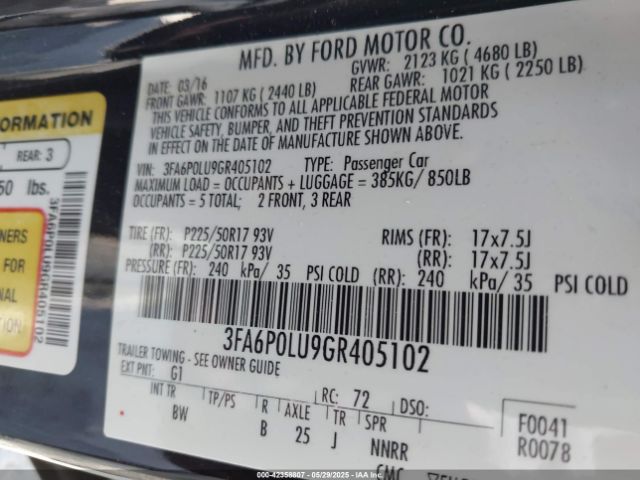 MFD. BY FORD MOTOR CO.
DATE: 03/16 GVWR: 2123 KG ( 4680 LB)
FRONT GAWR: 1107 KG ( 2440 LB) REAR GAWR: 1021 KG ( 2250 LB)
THIS VEHICLE CONFORMS TO ALL APPLICABLE FEDERAL MOTOR
VEHICLE SAFETY, BUMPER, AND THEFT PREVENTION STANDARDS
IN EFFECT ON THE DATE OF MANUFACTURE SHOWN ABOVE.
VIN: 3FA6P0LU9GR405102 TYPE: Passenger Car
MAXIMUM LOAD = OCCUPANTS + LUGGAGE = 385KG/ 850LB
OCCUPANTS = 5 TOTAL; 2 FRONT, 3 REAR
TIRE (FR): P225/50R17 93V RIMS (FR): 17x7.5J
(RR): P225/50R17 93V (RR): 17x7.5J
PRESSURE (FR): 240 kPa/ 35 PSI COLD (RR): 240 kPa/ 35 PSI COLD
3FA6P0LU9GR405102
TRAILER TOWING - SEE OWNER GUIDE
EXT PNT: G1 RC: 72 DSO:
INT TR TP/PS R AXLE TR SPR
BW B 25 J NNRR
F0041
R0078
ORMATION
REAR: 3
50 lbs.
NERS
FOR
NAL
TION
3FA6P0LU9GR405102
000-42358807 - 05/29/2025 - IAAI.COM